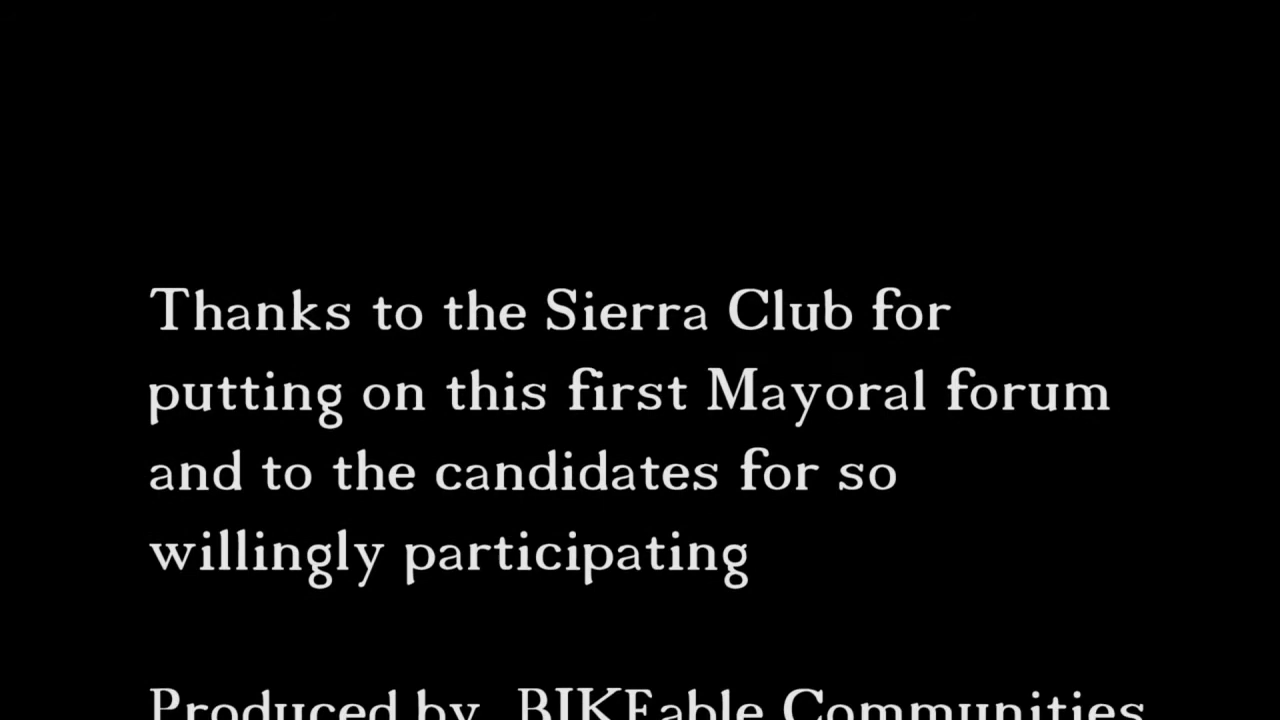 Thanks to the Sierra Club for
putting on this first Mayoral forum
and to the candidates for so
willingly participating
Produced by BIKEable Communities